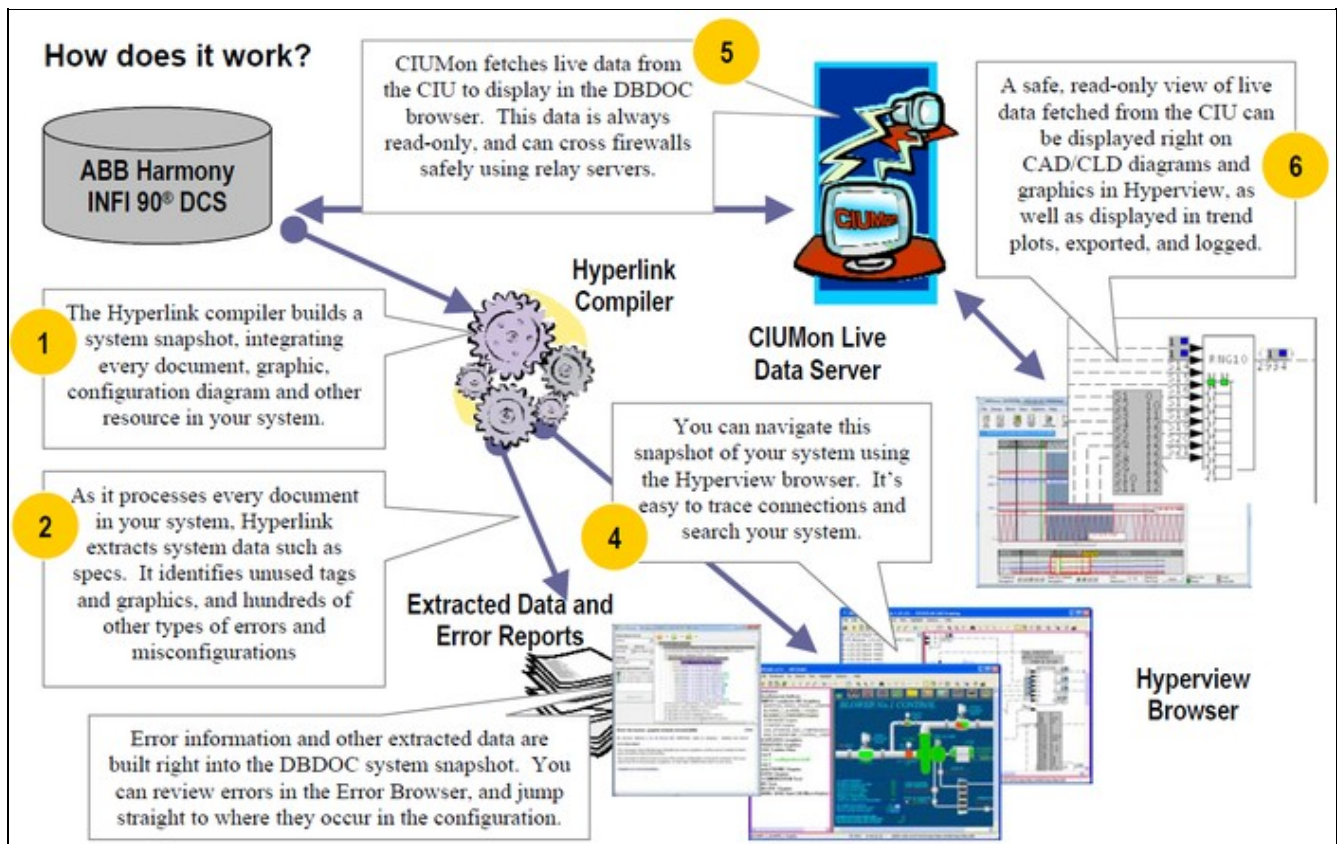 How does it work?
ABB Harmony
INFI 90® DCS
5
CIUMon fetches live data from
the CIU to display in the DBDOC
browser. This data is always
read-only, and can cross firewalls
safely using relay servers.
CIUMon
6
A safe, read-only view of live
data fetched from the CIU can
be displayed right on
CAD/CLD diagrams and
graphics in Hyperview, as
well as displayed in trend
plots, exported, and logged.
Hyperlink
Compiler
1
The Hyperlink compiler builds a
system snapshot, integrating
every document, graphic,
configuration diagram and other
resource in your system.
CIUMon Live
Data Server
RNG10
2
As it processes every document
in your system, Hyperlink
extracts system data such as
specs. It identifies unused tags
and graphics, and hundreds of
other types of errors and
misconfigurations
4
You can navigate this
snapshot of your system using
the Hyperview browser. It's
easy to trace connections and
search your system.
Extracted Data and
Error Reports
BLOWER No.1 CONTROL
Hyperview
Browser
Error information and other extracted data are
built right into the DBDOC system snapshot. You
can review errors in the Error Browser, and jump
straight to where they occur in the configuration.